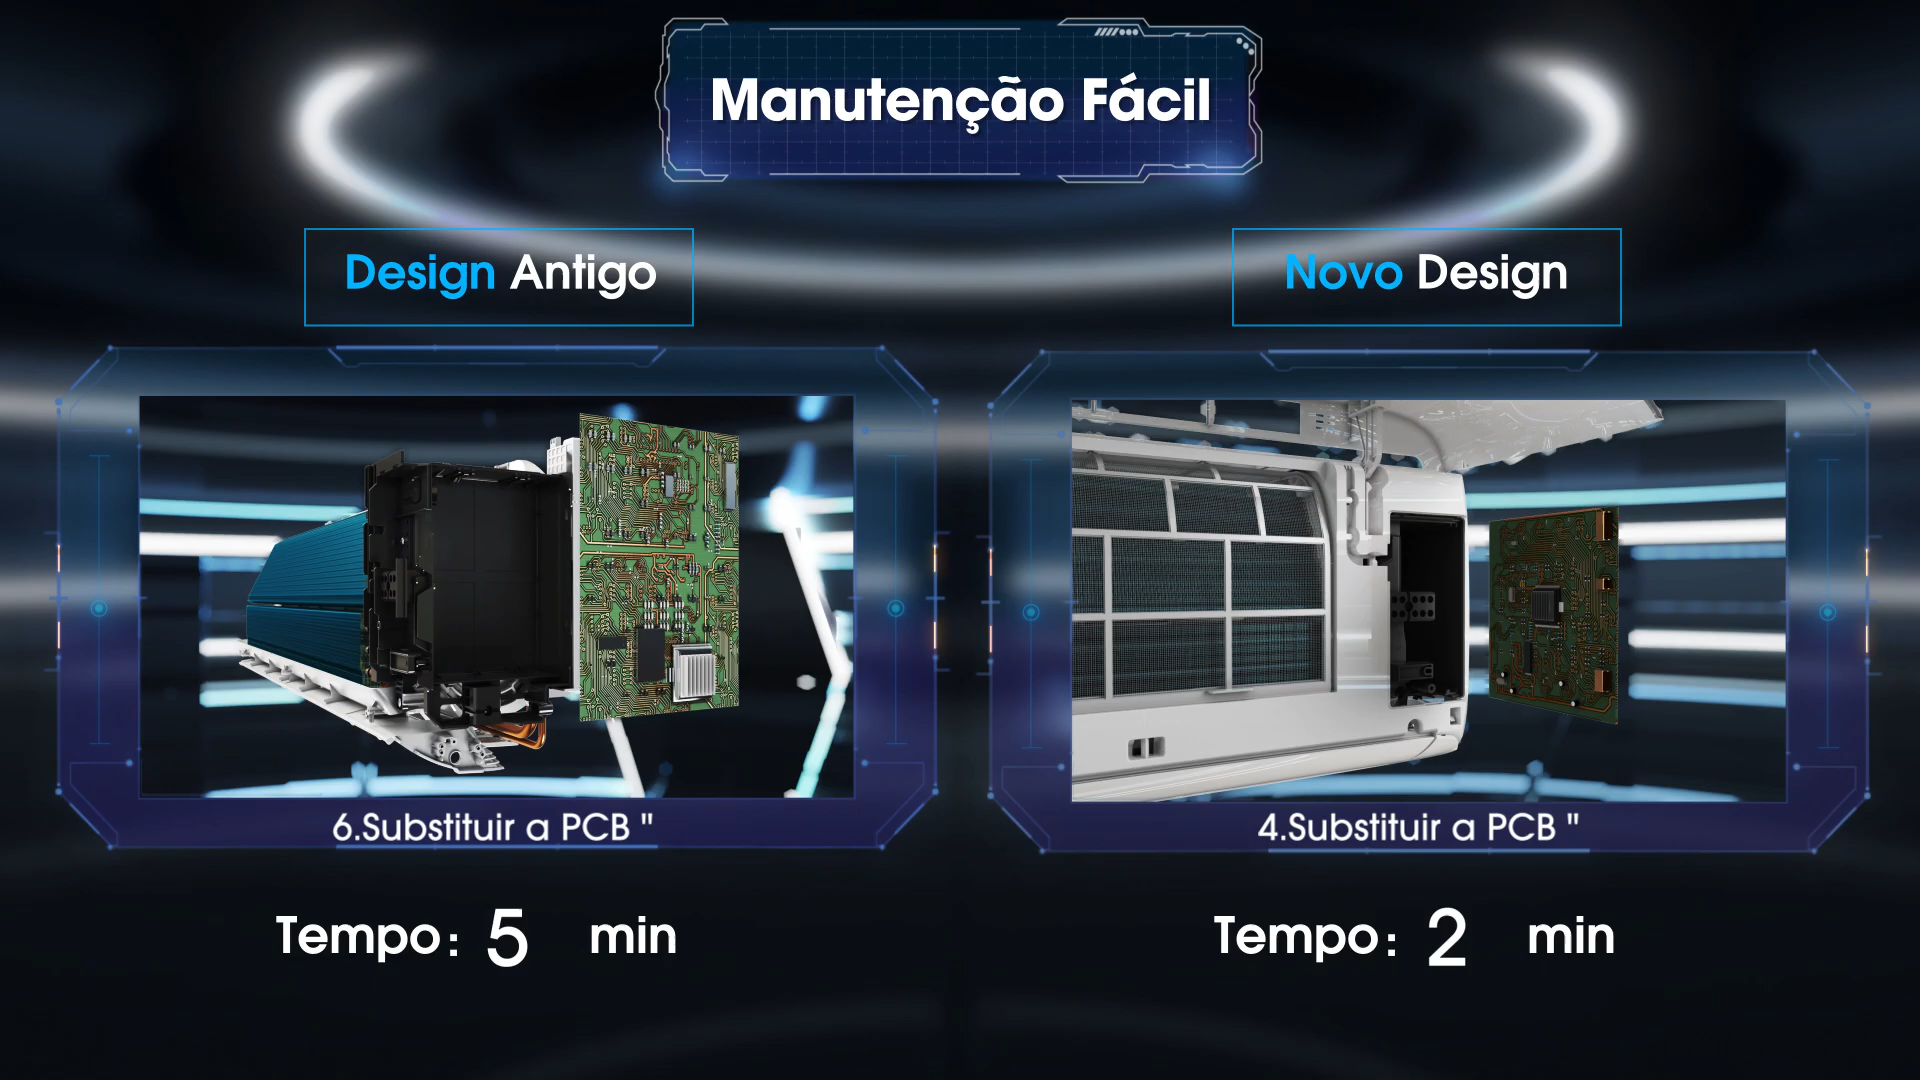 Manutenção Fácil
Design Antigo
Novo Design
6.Substituir a PCB "
4.Substituir a PCB "
Tempo: 5 min
Tempo: 2 min